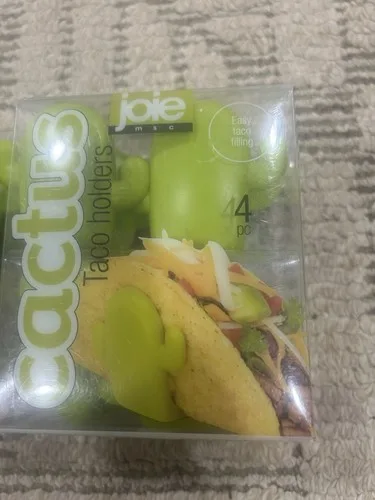 joie
msc
Easy
taco
filling
4
pc
cactus
Taco holders